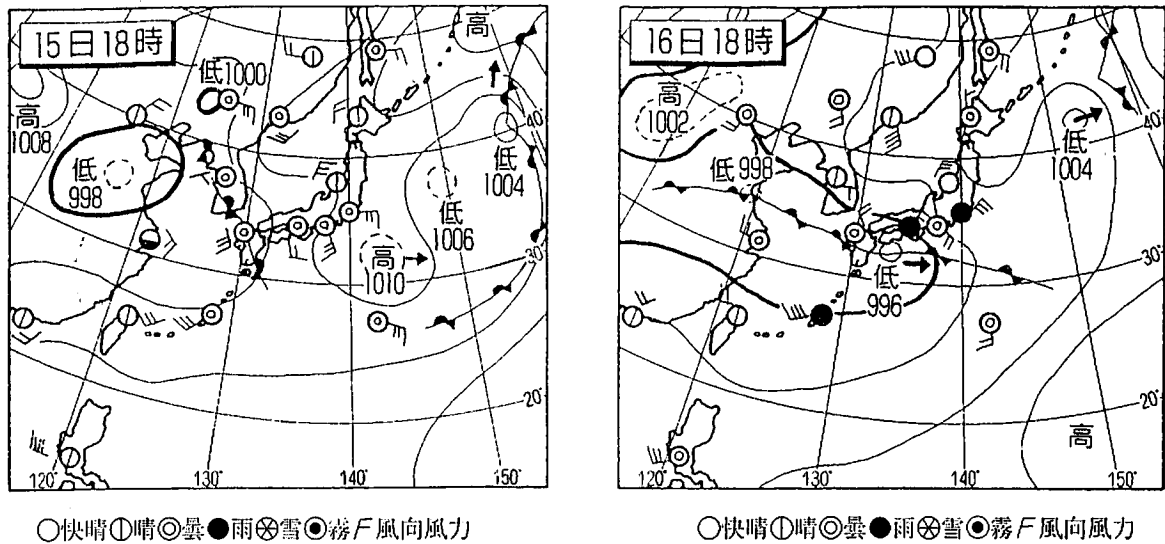 15日18時
高
低1000
高
1008
低
998
低
1004
低
1006
高
1010
40°
30°
20°
120°
130°
140°
150°
○快晴⦶晴◎曇●雨⊗雪⦿霧F風向風力
16日18時
高
1002
低998
低
1004
低
996
高
40°
30°
20°
120°
130°
140°
150°
○快晴⦶晴◎曇●雨⊗雪⦿霧F風向風力